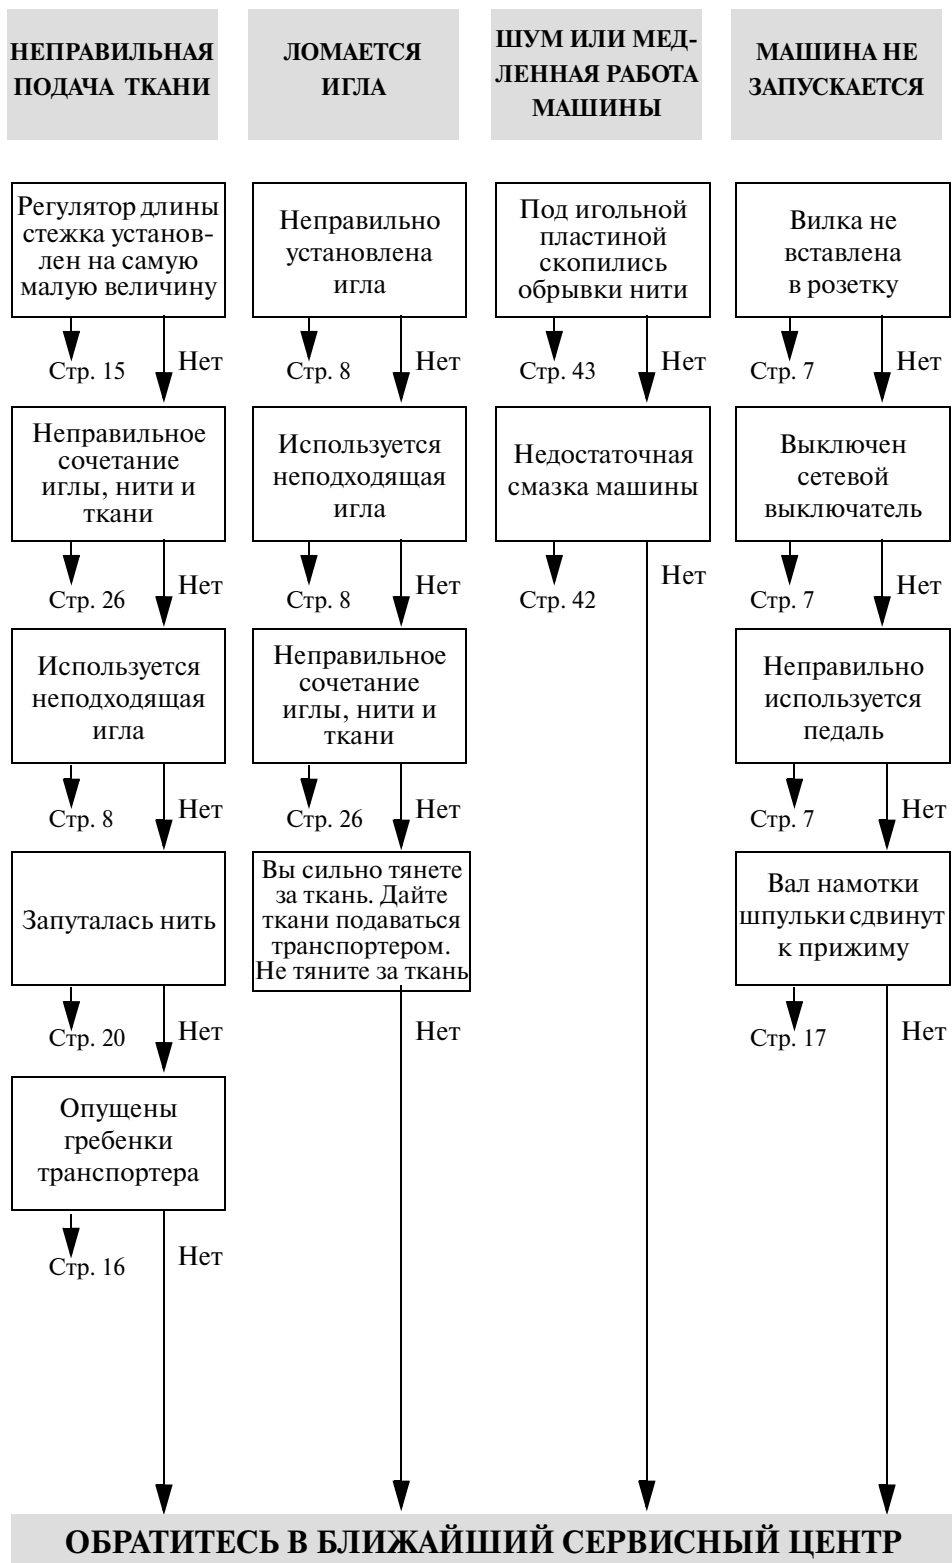 НЕПРАВИЛЬНАЯ
ПОДАЧА ТКАНИ
Регулятор длины
стежка установ-
лен на самую
малую величину
Стр. 15
Нет
Неправильное
сочетание
иглы, нити и
ткани
Стр. 26
Нет
Используется
неподходящая
игла
Стр. 8
Нет
Запуталась нить
Стр. 20
Нет
Опущены
гребенки
транспортера
Стр. 16
Нет
ЛОМАЕТСЯ
ИГЛА
Неправильно
установлена
игла
Стр. 8
Нет
Используется
неподходящая
игла
Стр. 8
Нет
Неправильное
сочетание
иглы, нити и
ткани
Стр. 26
Нет
Вы сильно тянете
за ткань. Дайте
ткани подаваться
транспортером.
Не тяните за ткань
Нет
ШУМ ИЛИ МЕД-
ЛЕННАЯ РАБОТА
МАШИНЫ
Под игольной
пластиной
скопились
обрывки нити
Стр. 43
Нет
Недостаточная
смазка машины
Стр. 42
Нет
МАШИНА НЕ
ЗАПУСКАЕТСЯ
Вилка не
вставлена
в розетку
Стр. 7
Нет
Выключен
сетевой
выключатель
Стр. 7
Нет
Неправильно
используется
педаль
Стр. 7
Нет
Вал намотки
шпульки сдвинут
к прижиму
Стр. 17
Нет
ОБРАТИТЕСЬ В БЛИЖАЙШИЙ СЕРВИСНЫЙ ЦЕНТР